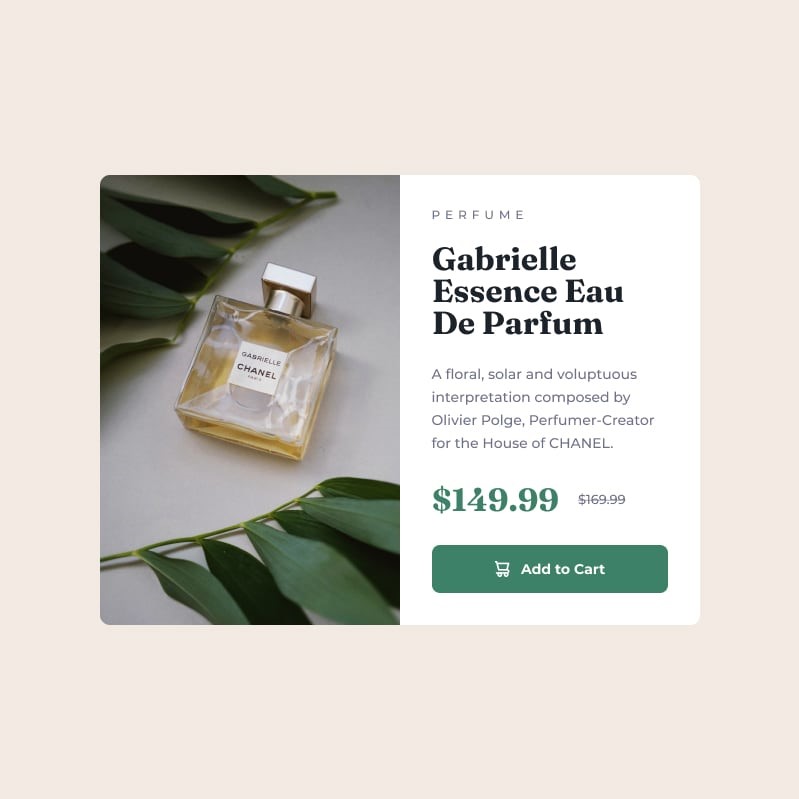 GABRIELLE
CHANEL
PARIS
PERFUME
Gabrielle
Essence Eau
De Parfum
A floral, solar and voluptuous
interpretation composed by
Olivier Polge, Perfumer-Creator
for the House of CHANEL.
$149.99 $169.99
Add to Cart